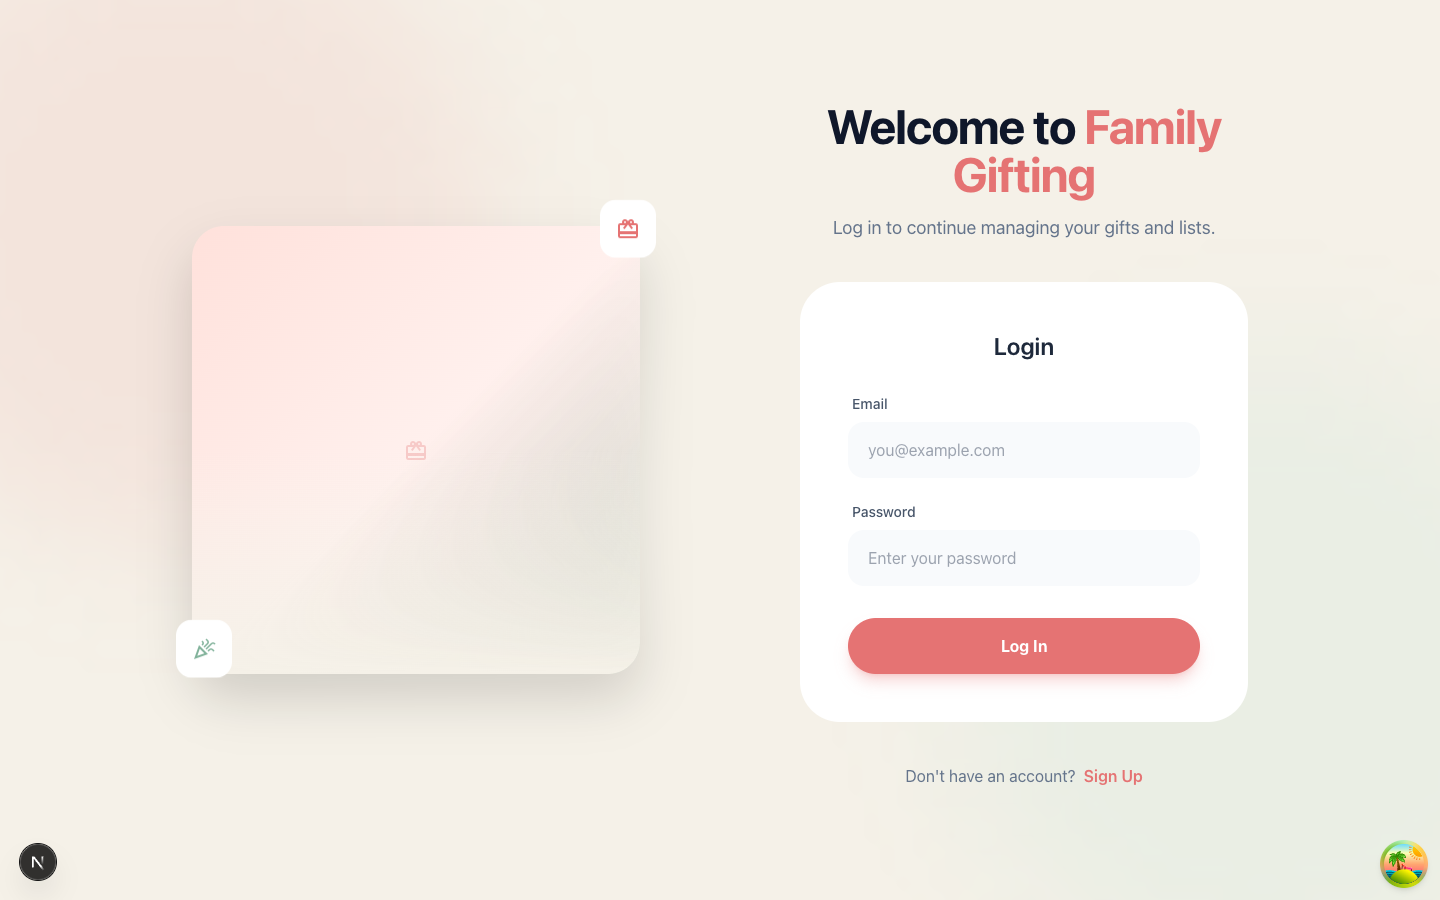 Welcome to Family
Gifting
Log in to continue managing your gifts and lists.
Login
Email
you@example.com
Password
Enter your password
Log In
Don't have an account? Sign Up
N